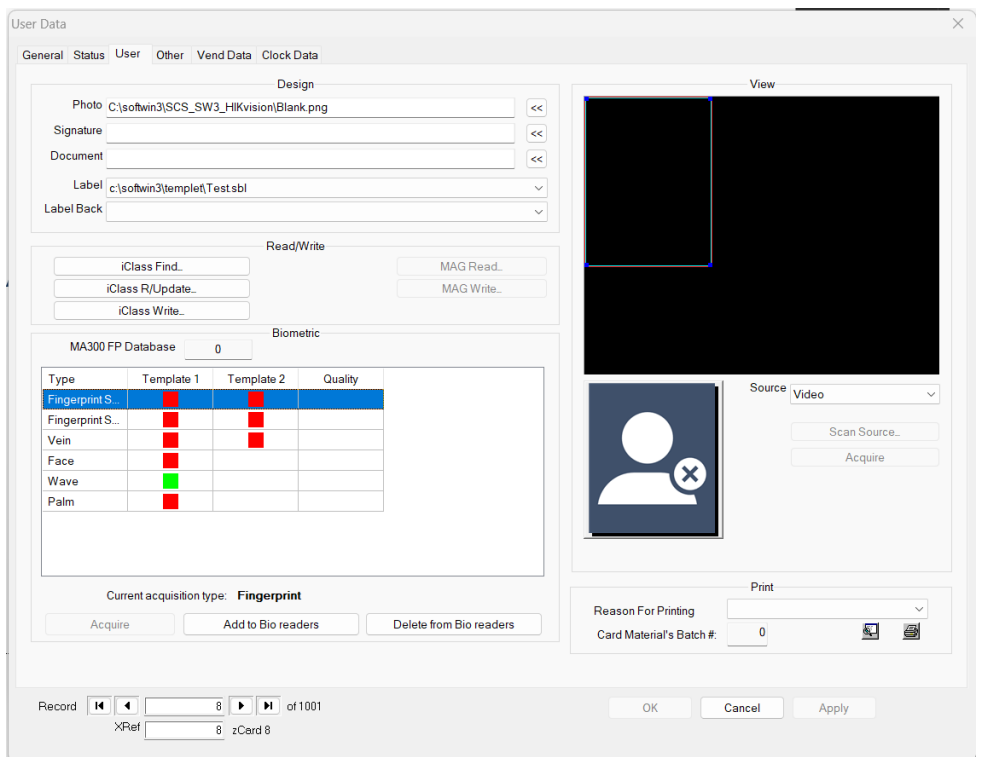 User Data
General Status User Other Vend Data Clock Data
Design
Photo C:\softwin3\SCS_SW3_HIKvision\Blank.png <<
Signature <<
Document <<
Label c:\softwin3\templet\Test.sbl
Label Back
Read/Write
iClass Find.. MAG Read..
iClass R/Update.. MAG Write..
iClass Write..
Biometric
MA300 FP Database 0
Type Template 1 Template 2 Quality
Fingerprint S...
Fingerprint S...
Vein
Face
Wave
Palm
Current acquisition type: Fingerprint
Acquire Add to Bio readers Delete from Bio readers
View
Source Video
Scan Source..
Acquire
Print
Reason For Printing
Card Material's Batch #: 0
Record 8 of 1001
XRef 8 zCard 8
OK Cancel Apply